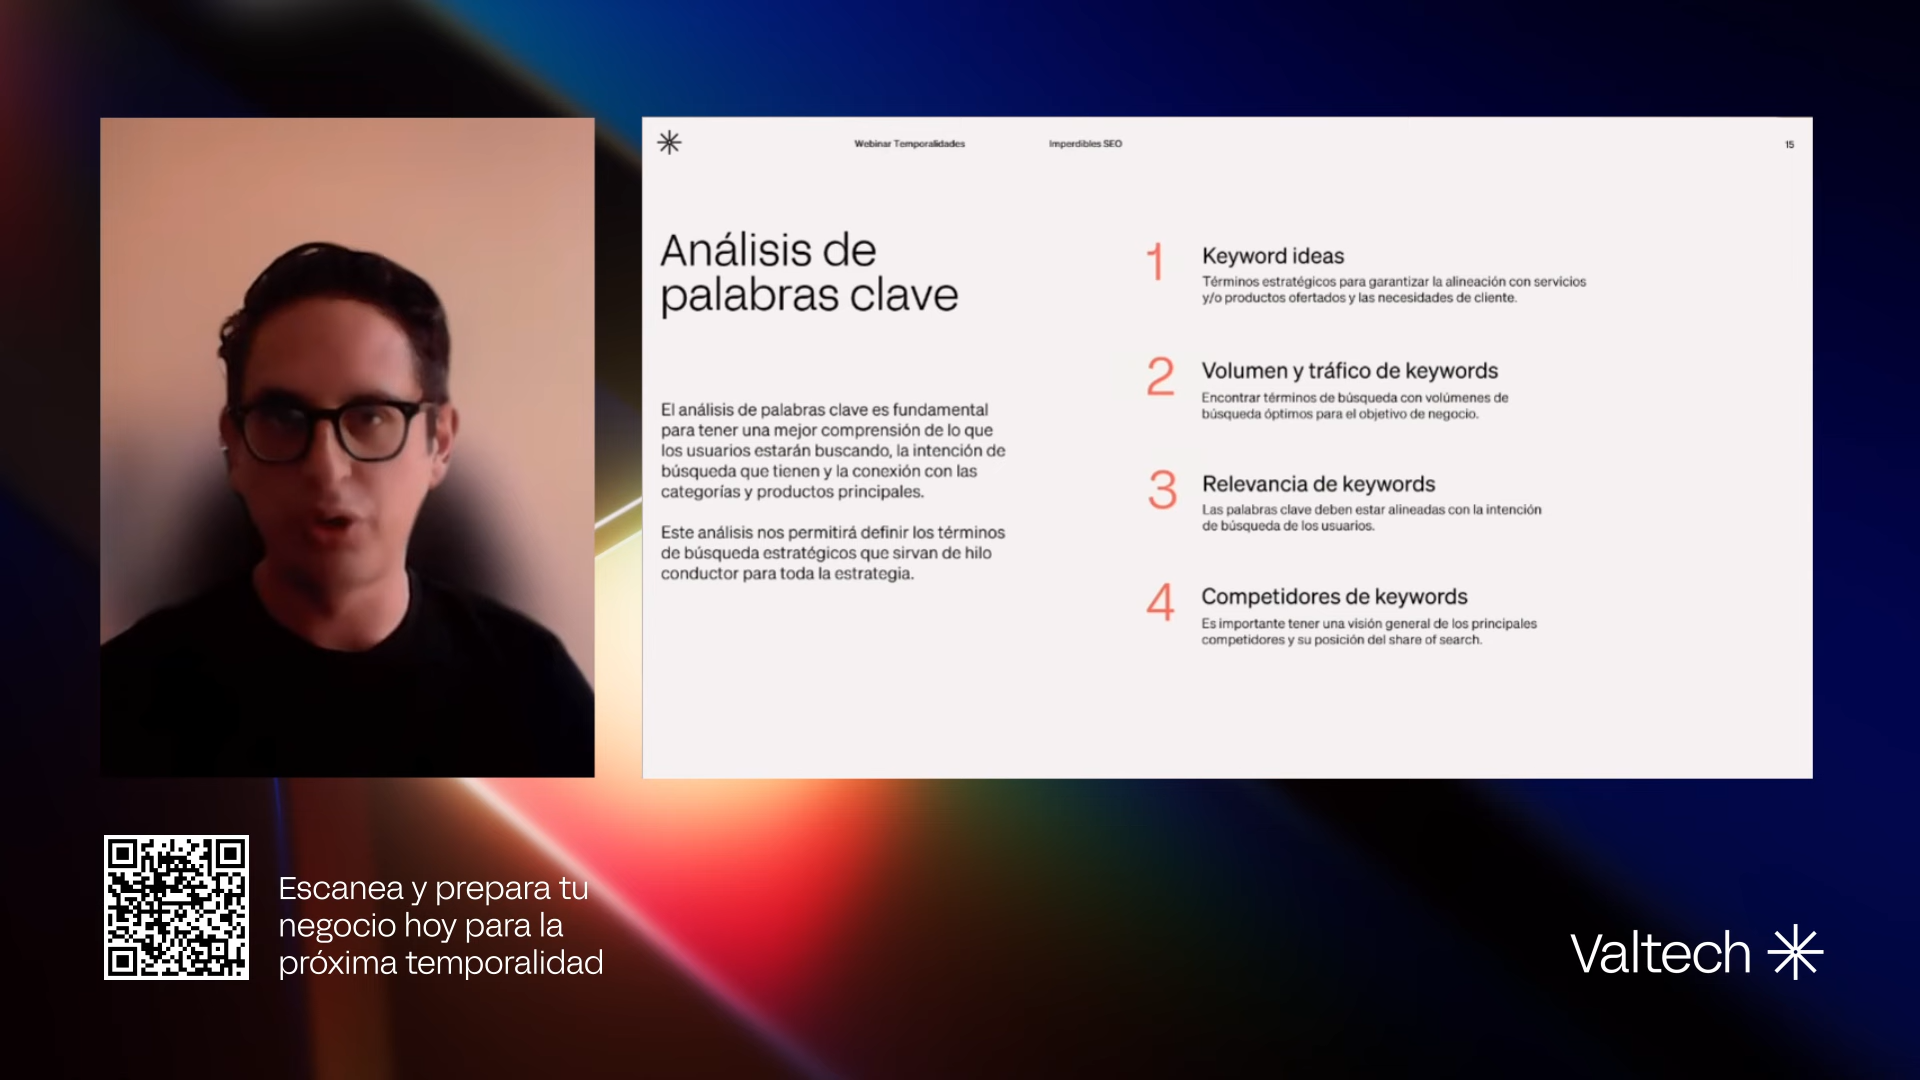 Webinar Temporalidades
Imperdibles SEO
15
Análisis de
palabras clave
El análisis de palabras clave es fundamental
para tener una mejor comprensión de lo que
los usuarios estarán buscando, la intención de
búsqueda que tienen y la conexión con las
categorías y productos principales.
Este análisis nos permitirá definir los términos
de búsqueda estratégicos que sirvan de hilo
conductor para toda la estrategia.
1
Keyword ideas
Términos estratégicos para garantizar la alineación con servicios
y/o productos ofertados y las necesidades de cliente.
2
Volumen y tráfico de keywords
Encontrar términos de búsqueda con volúmenes de
búsqueda óptimos para el objetivo de negocio.
3
Relevancia de keywords
Las palabras clave deben estar alineadas con la intención
de búsqueda de los usuarios.
4
Competidores de keywords
Es importante tener una visión general de los principales
competidores y su posición del share of search.
Escanea y prepara tu
negocio hoy para la
próxima temporalidad
Valtech